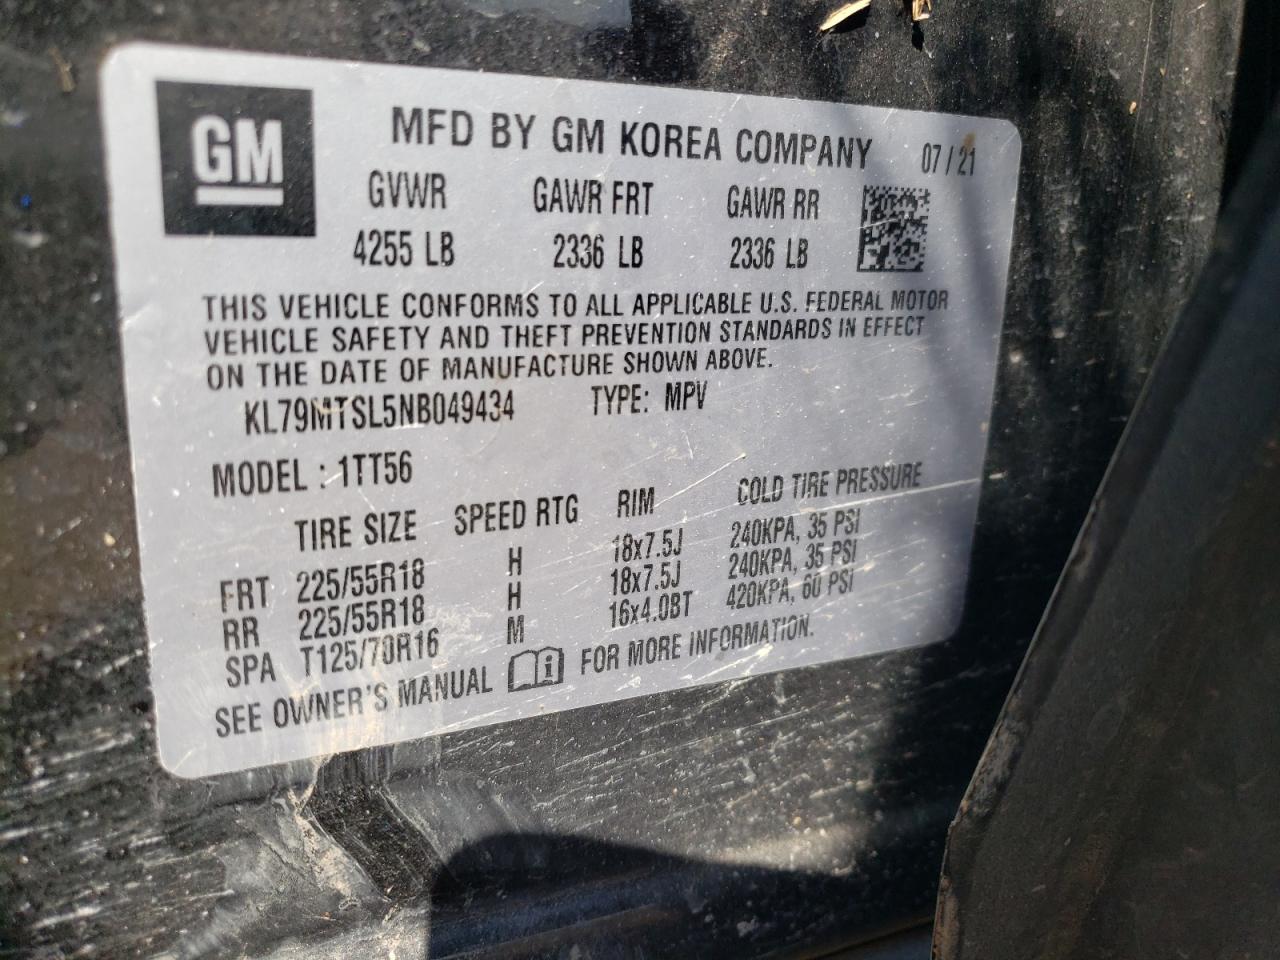 GM
MFD BY GM KOREA COMPANY 07 / 21
GVWR GAWR FRT GAWR RR
4255 LB 2336 LB 2336 LB
THIS VEHICLE CONFORMS TO ALL APPLICABLE U.S. FEDERAL MOTOR
VEHICLE SAFETY AND THEFT PREVENTION STANDARDS IN EFFECT
ON THE DATE OF MANUFACTURE SHOWN ABOVE.
KL79MTSL5NB049434 TYPE: MPV
MODEL : 1TT56
TIRE SIZE SPEED RTG RIM COLD TIRE PRESSURE
FRT 225/55R18 H 18x7.5J 240KPA, 35 PSI
RR 225/55R18 H 18x7.5J 240KPA, 35 PSI
SPA T125/70R16 M 16x4.0BT 420KPA, 60 PSI
SEE OWNER'S MANUAL FOR MORE INFORMATION.